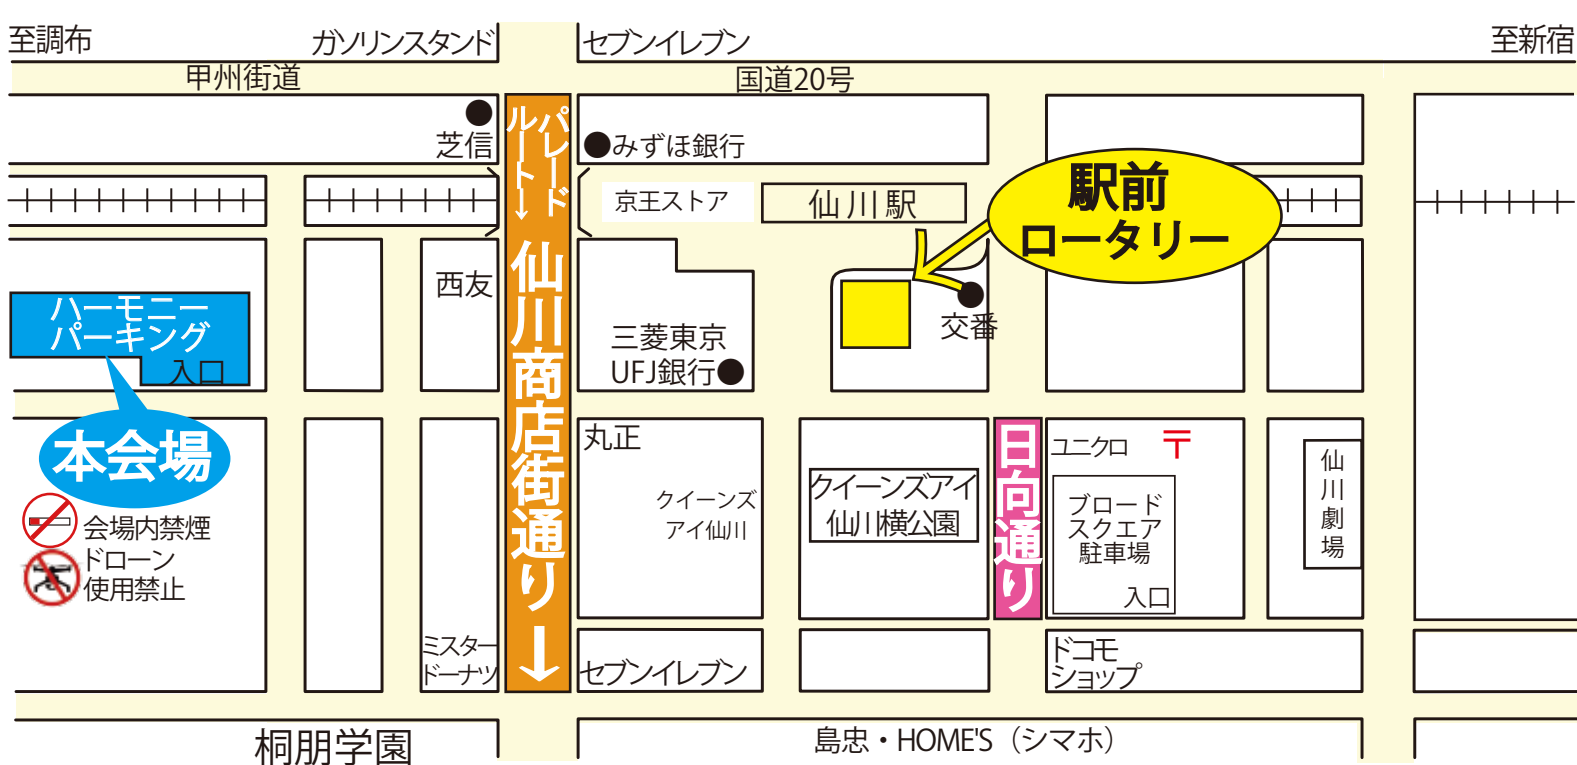 至調布
ガソリンスタンド
セブンイレブン
至新宿
甲州街道
国道20号
芝信
パレード
ルート→
みずほ銀行
京王ストア
仙川駅
駅前
ロータリー
西友
仙川商店街通り→
三菱東京
UFJ銀行
交番
ハーモニー
パーキング
入口
本会場
会場内禁煙
ドローン
使用禁止
丸正
クイーンズ
アイ仙川
クイーンズアイ
仙川横公園
日向通り
ユニクロ
〒
ブロード
スクエア
駐車場
入口
仙川劇場
ミスター
ドーナツ
セブンイレブン
ドコモ
ショップ
桐朋学園
島忠・HOME'S（シマホ）